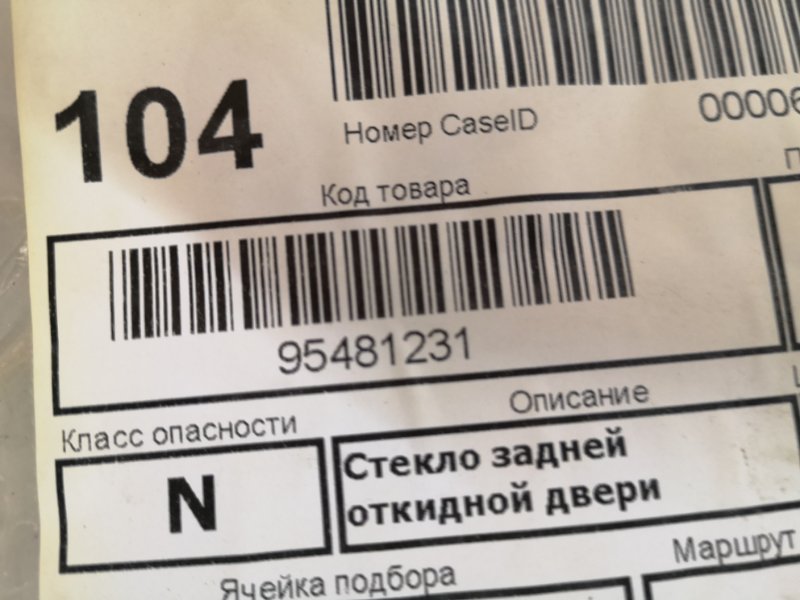 104
Номер CaseID
00006
Код товара
95481231
Класс опасности
Описание
N
Стекло задней
откидной двери
Ячейка подбора
Маршрут